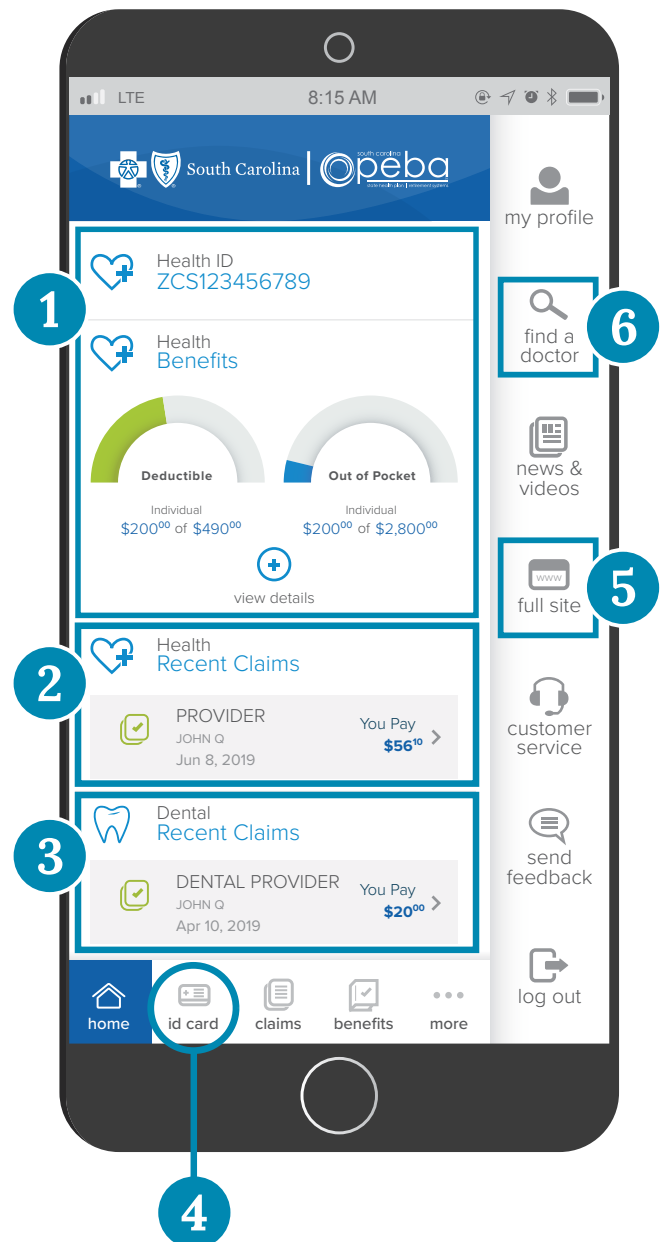 LTE 8:15 AM
South Carolina
south carolina
peba
state health plan | retirement systems
1
Health ID
ZCS123456789
Health
Benefits
Deductible
Individual
$200⁰⁰ of $490⁰⁰
Out of Pocket
Individual
$200⁰⁰ of $2,800⁰⁰
view details
2
Health
Recent Claims
PROVIDER
JOHN Q
Jun 8, 2019
You Pay
$56¹⁰
3
Dental
Recent Claims
DENTAL PROVIDER
JOHN Q
Apr 10, 2019
You Pay
$20⁰⁰
home
id card
claims
benefits
more
4
my profile
find a
doctor
6
news &
videos
www
full site
5
customer
service
send
feedback
log out